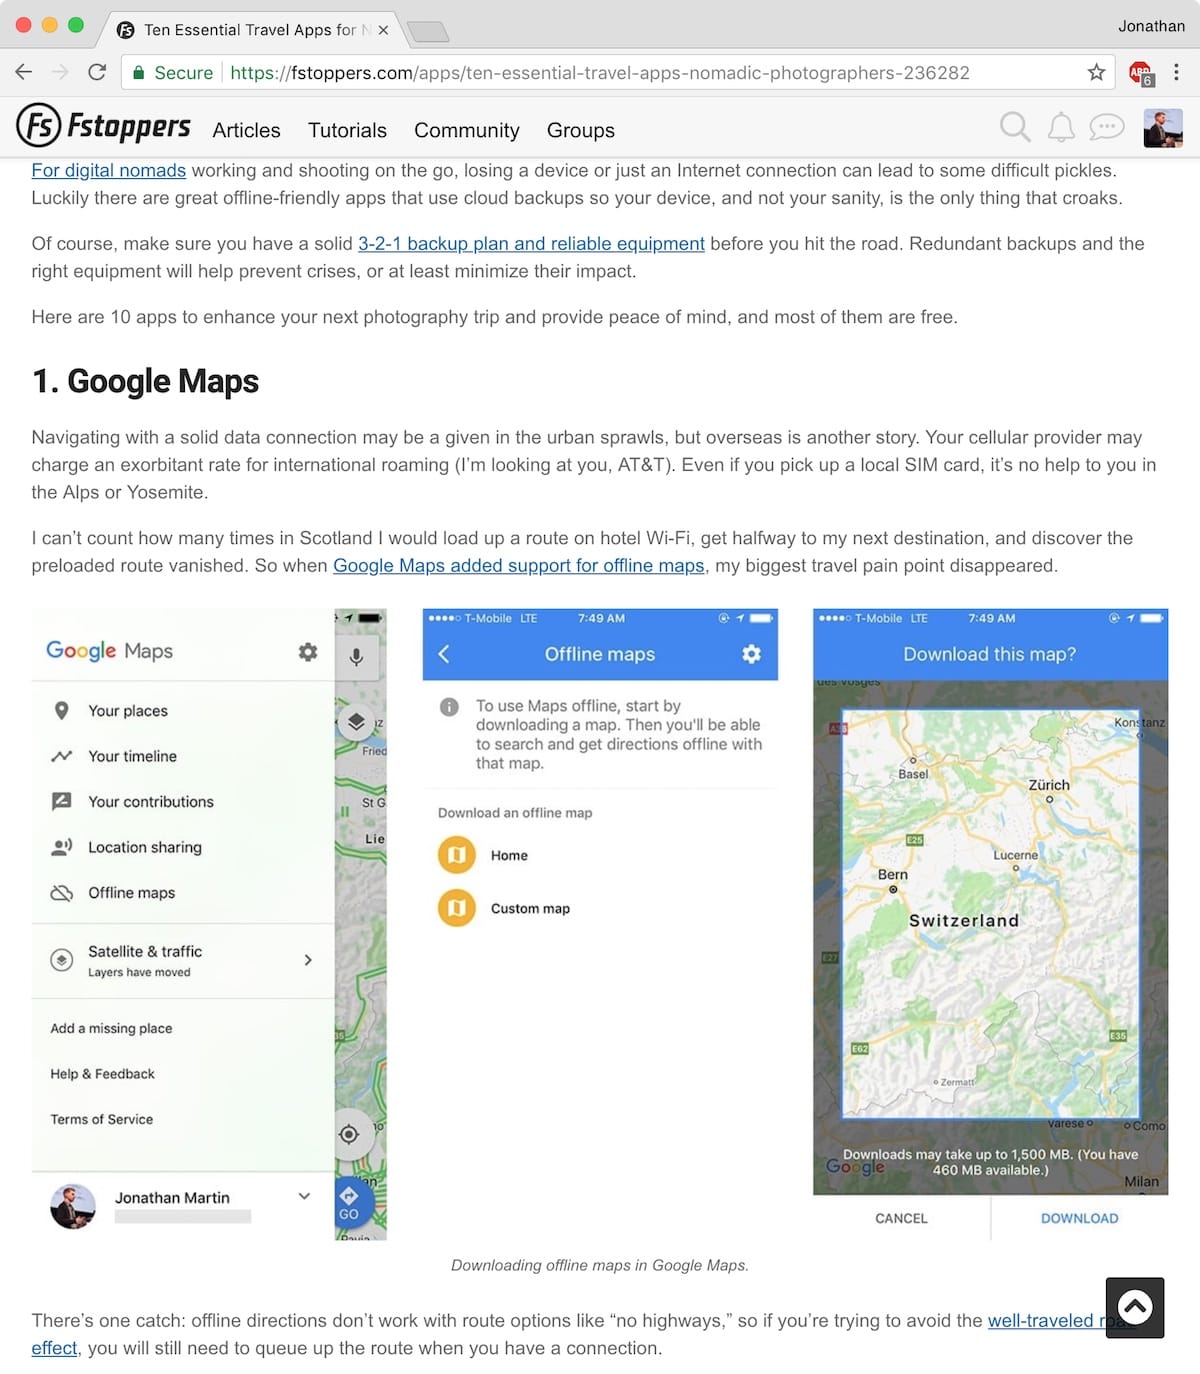 Ten Essential Travel Apps for N
Jonathan
Secure https://fstoppers.com/apps/ten-essential-travel-apps-nomadic-photographers-236282
ABP
6
Fs Fstoppers Articles Tutorials Community Groups
For digital nomads working and shooting on the go, losing a device or just an Internet connection can lead to some difficult pickles.
Luckily there are great offline-friendly apps that use cloud backups so your device, and not your sanity, is the only thing that croaks.
Of course, make sure you have a solid 3-2-1 backup plan and reliable equipment before you hit the road. Redundant backups and the
right equipment will help prevent crises, or at least minimize their impact.
Here are 10 apps to enhance your next photography trip and provide peace of mind, and most of them are free.
1. Google Maps
Navigating with a solid data connection may be a given in the urban sprawls, but overseas is another story. Your cellular provider may
charge an exorbitant rate for international roaming (I’m looking at you, AT&T). Even if you pick up a local SIM card, it’s no help to you in
the Alps or Yosemite.
I can’t count how many times in Scotland I would load up a route on hotel Wi-Fi, get halfway to my next destination, and discover the
preloaded route vanished. So when Google Maps added support for offline maps, my biggest travel pain point disappeared.
Google Maps
Your places
Your timeline
Your contributions
Location sharing
Offline maps
Satellite & traffic
Layers have moved
Add a missing place
Help & Feedback
Terms of Service
Jonathan Martin
Fried
St G
Lie
GO
T-Mobile LTE 7:49 AM
Offline maps
To use Maps offline, start by
downloading a map. Then you'll be able
to search and get directions offline with
that map.
Download an offline map
Home
Custom map
T-Mobile LTE 7:49 AM
Download this map?
des Vosges
Konstanz
Basel
Zürich
E25
Lucerne
Bern
Switzerland
E27
E35
E62
Zermatt
Varese
Como
Downloads may take up to 1,500 MB. (You have
460 MB available.)
Google
Milan
CANCEL DOWNLOAD
Downloading offline maps in Google Maps.
There’s one catch: offline directions don’t work with route options like “no highways,” so if you’re trying to avoid the well-traveled road
effect, you will still need to queue up the route when you have a connection.